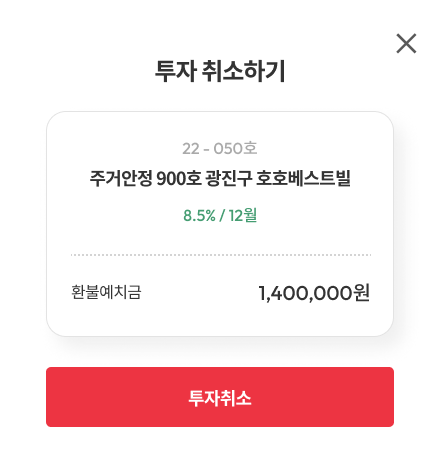 투자 취소하기
22 - 050호
주거안정 900호 광진구 호호베스트빌
8.5% / 12월
환불예치금 1,400,000원
투자취소